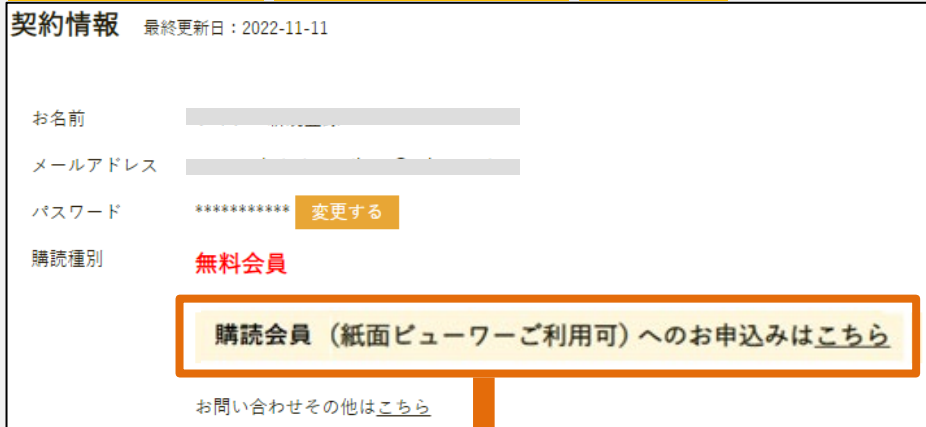 契約情報 最終更新日：2022-11-11
お名前
メールアドレス
パスワード *********** 変更する
購読種別 無料会員
購読会員（紙面ビューワーご利用可）へのお申込みはこちら
お問い合わせその他はこちら